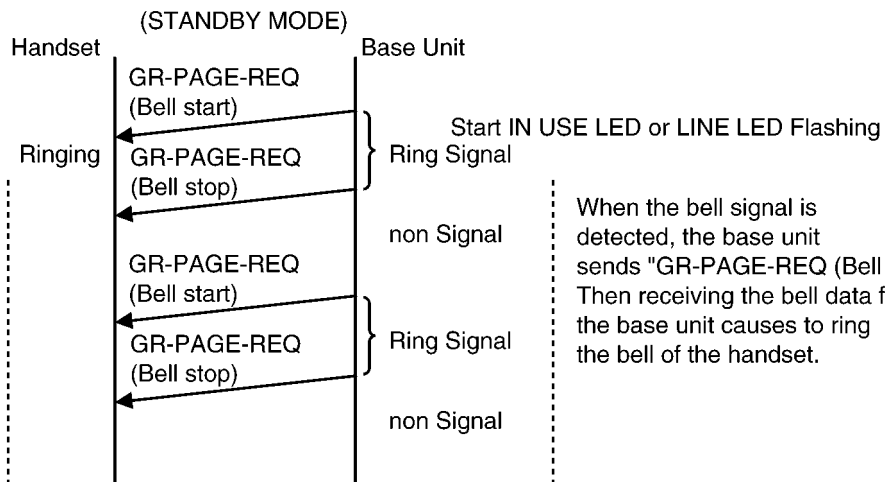 (STANDBY MODE)
Handset
Base Unit
GR-PAGE-REQ
(Bell start)
Start IN USE LED or LINE LED Flashing
Ringing
GR-PAGE-REQ
(Bell stop)
Ring Signal
non Signal
When the bell signal is
detected, the base unit
sends "GR-PAGE-REQ (Bell
Then receiving the bell data f
the base unit causes to ring
the bell of the handset.
GR-PAGE-REQ
(Bell start)
GR-PAGE-REQ
(Bell stop)
Ring Signal
non Signal